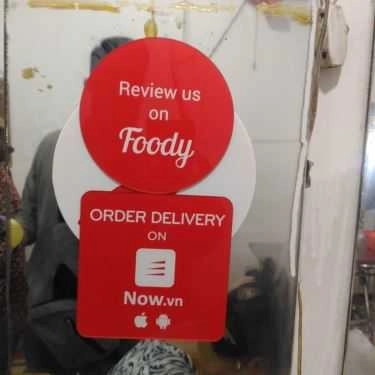 Review us
on
Foody
ORDER DELIVERY
ON
Now.vn